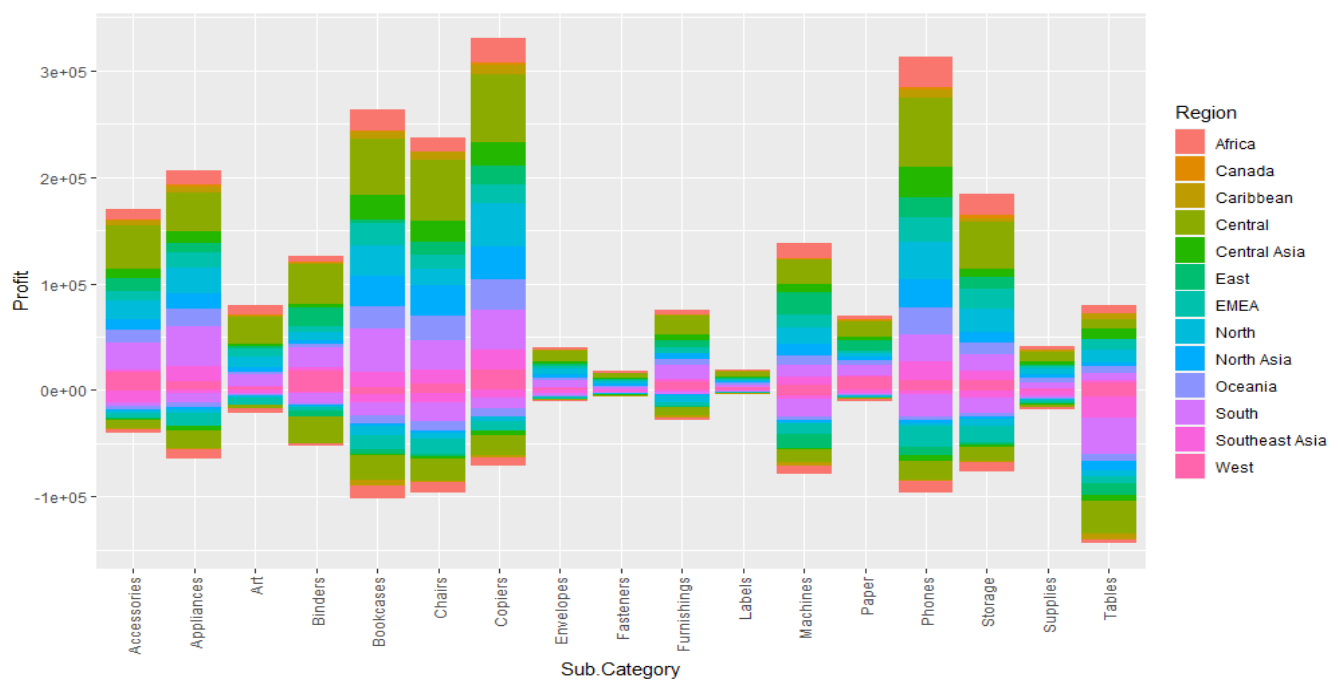 3e+05
2e+05
1e+05
0e+00
-1e+05
Profit
Accessories
Appliances
Art
Binders
Bookcases
Chairs
Copiers
Envelopes
Fasteners
Furnishings
Labels
Machines
Paper
Phones
Storage
Supplies
Tables
Sub.Category
Region
Africa
Canada
Caribbean
Central
Central Asia
East
EMEA
North
North Asia
Oceania
South
Southeast Asia
West